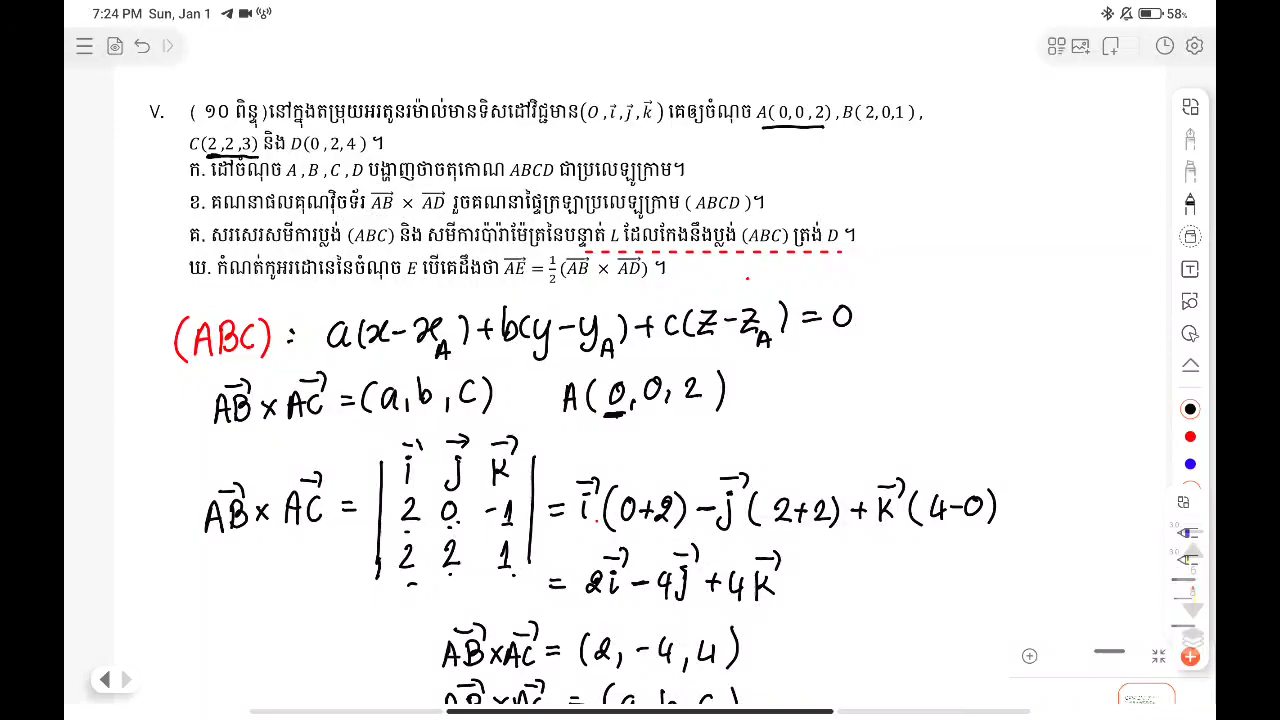 7:24 PM Sun, Jan 1
58%
V. ( ១០ ពិន្ទុ )នៅក្នុងតម្រុយអរតូនរម៉ាល់មានទិសដៅវិជ្ជមាន(O , i⃗ , j⃗ , k⃗ ) គេឲ្យចំណុច A( 0, 0 , 2) , B( 2, 0,1 ) ,
C(2 ,2 ,3) និង D(0 , 2, 4 ) ។
ក. ដៅចំណុច A , B , C , D បង្ហាញថាចតុកោណ ABCD ជាប្រលេឡូក្រាម។
ខ. គណនាផលគុណវ៉ិចទ័រ AB⃗ × AD⃗ រួចគណនាផ្ទៃក្រឡាប្រលេឡូក្រាម ( ABCD )។
គ. សរសេរសមីការប្លង់ (ABC) និង សមីការប៉ារ៉ាម៉ែត្រនៃបន្ទាត់ L ដែលកែងនឹងប្លង់ (ABC) ត្រង់ D ។
ឃ. កំណត់កូអរដោនេនៃចំណុច E បើគេដឹងថា AE⃗ = 1/2 (AB⃗ × AD⃗) ។
(ABC) : a(x-x_A)+b(y-y_A)+c(z-z_A) = 0
AB⃗ × AC⃗ = (a, b, c) A(0, 0, 2)
i⃗ j⃗ k⃗
AB⃗ × AC⃗ = | 2 0 -1 | = i⃗(0+2) - j⃗(2+2) + k⃗(4-0)
2 2 1
= 2i⃗ - 4j⃗ + 4k⃗
AB⃗ × AC⃗ = (2, -4, 4)
AB⃗ × AC⃗ = (a, b, c)